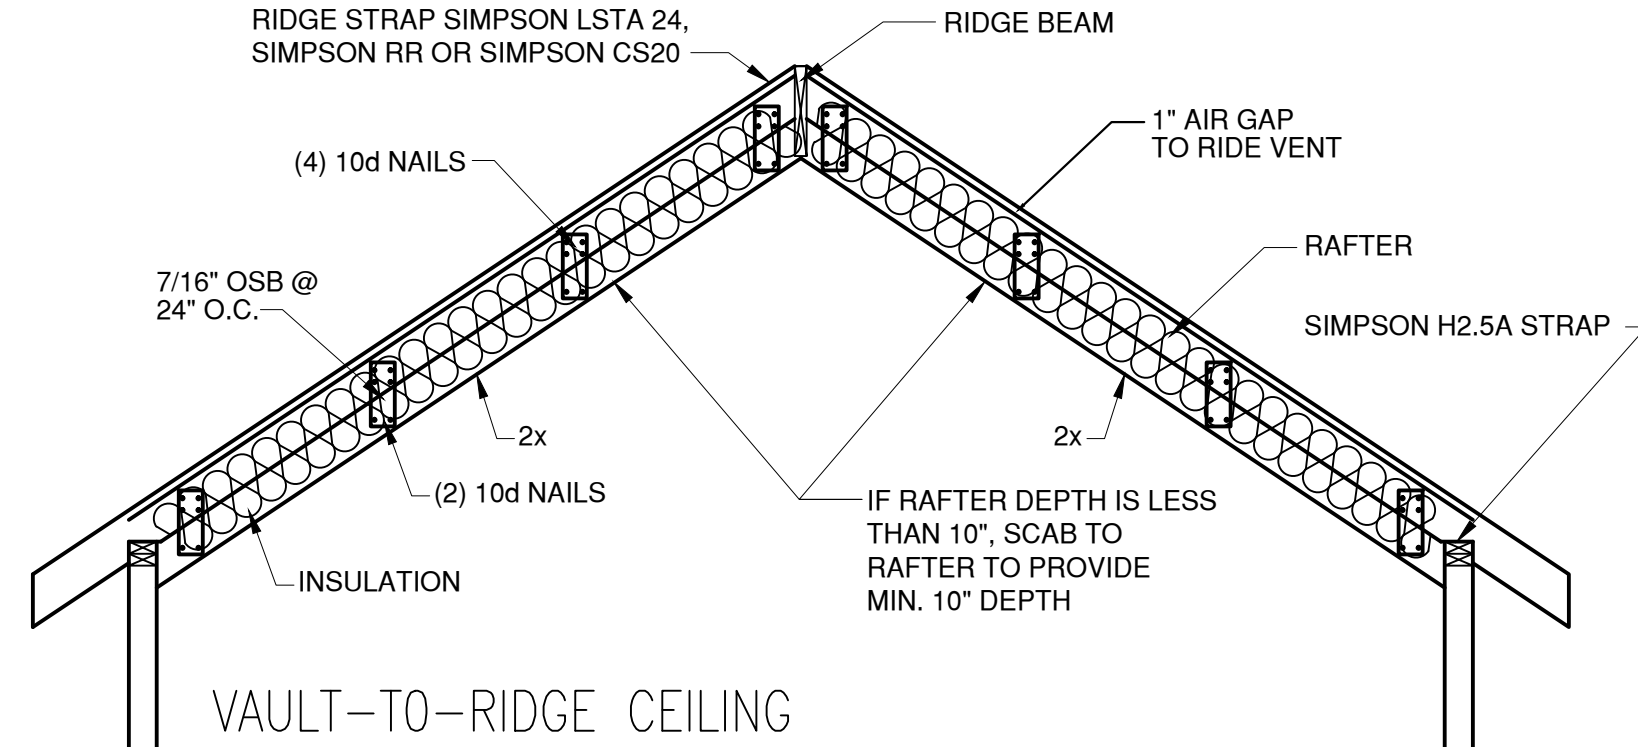 RIDGE STRAP SIMPSON LSTA 24,
SIMPSON RR OR SIMPSON CS20
RIDGE BEAM
1" AIR GAP
TO RIDE VENT
(4) 10d NAILS
RAFTER
7/16" OSB @
24" O.C.
SIMPSON H2.5A STRAP
2x
2x
(2) 10d NAILS
IF RAFTER DEPTH IS LESS
THAN 10", SCAB TO
RAFTER TO PROVIDE
MIN. 10" DEPTH
INSULATION
VAULT-TO-RIDGE CEILING